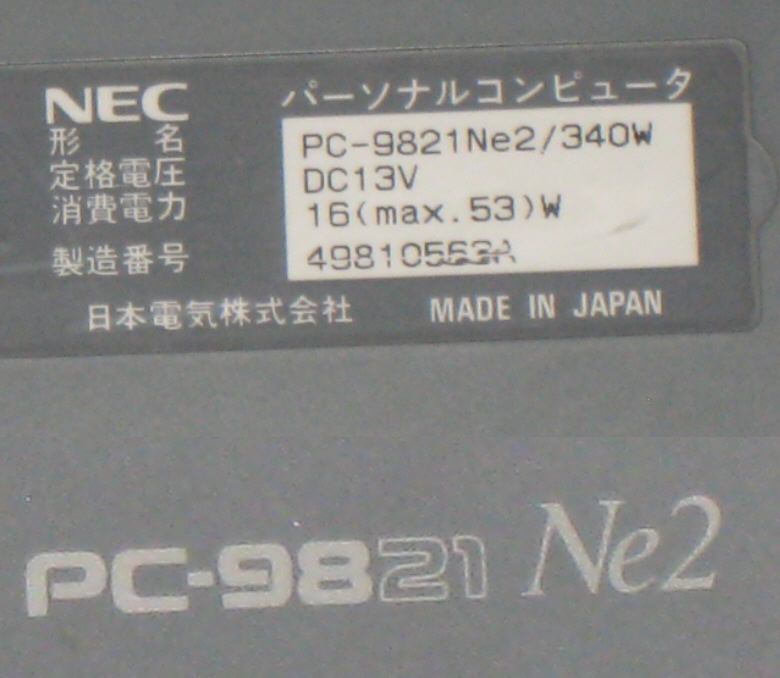 NEC パーソナルコンピュータ
形 名 PC-9821Ne2/340W
定格電圧 DC13V
消費電力 16(max.53)W
製造番号
日本電気株式会社 MADE IN JAPAN
PC-9821 Ne2